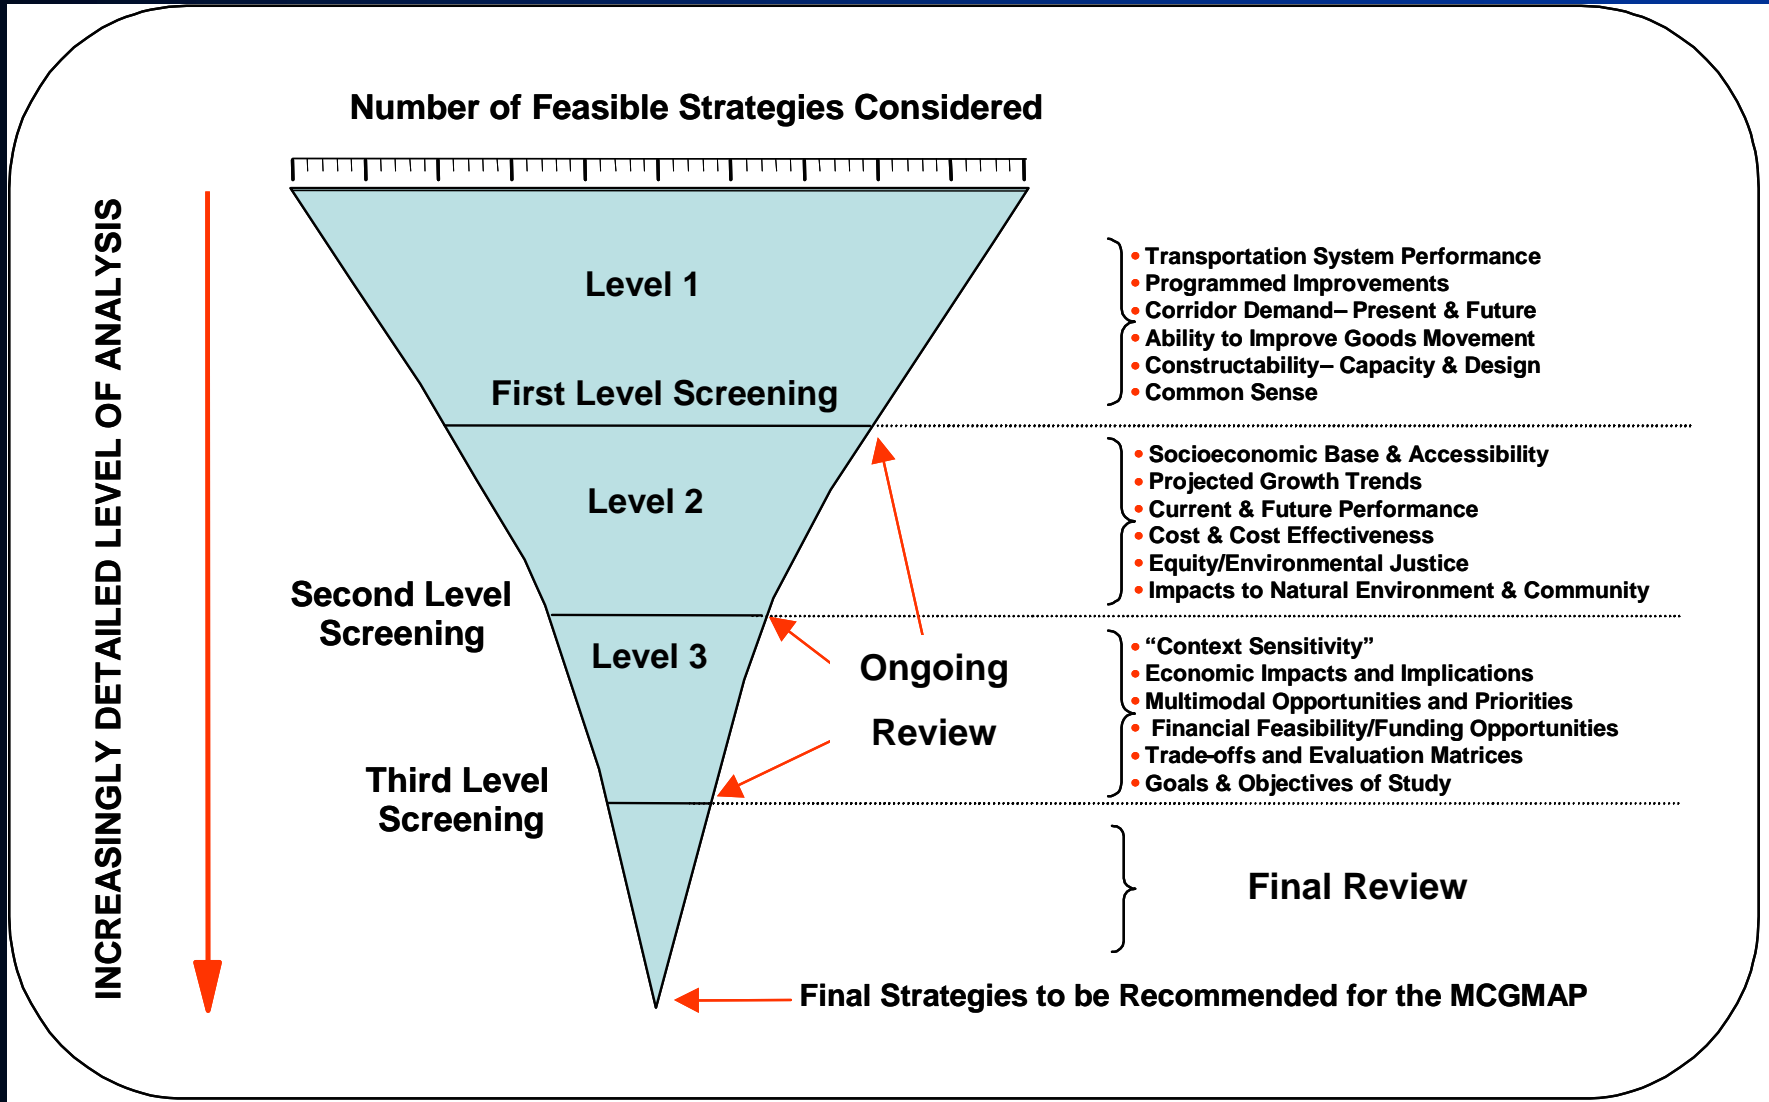 Number of Feasible Strategies Considered
INCREASINGLY DETAILED LEVEL OF ANALYSIS
Level 1
First Level Screening
• Transportation System Performance
• Programmed Improvements
• Corridor Demand– Present & Future
• Ability to Improve Goods Movement
• Constructability– Capacity & Design
• Common Sense
Level 2
Second Level
Screening
• Socioeconomic Base & Accessibility
• Projected Growth Trends
• Current & Future Performance
• Cost & Cost Effectiveness
• Equity/Environmental Justice
• Impacts to Natural Environment & Community
Level 3
Ongoing
Review
Third Level
Screening
• “Context Sensitivity”
• Economic Impacts and Implications
• Multimodal Opportunities and Priorities
• Financial Feasibility/Funding Opportunities
• Trade-offs and Evaluation Matrices
• Goals & Objectives of Study
Final Review
Final Strategies to be Recommended for the MCGMAP